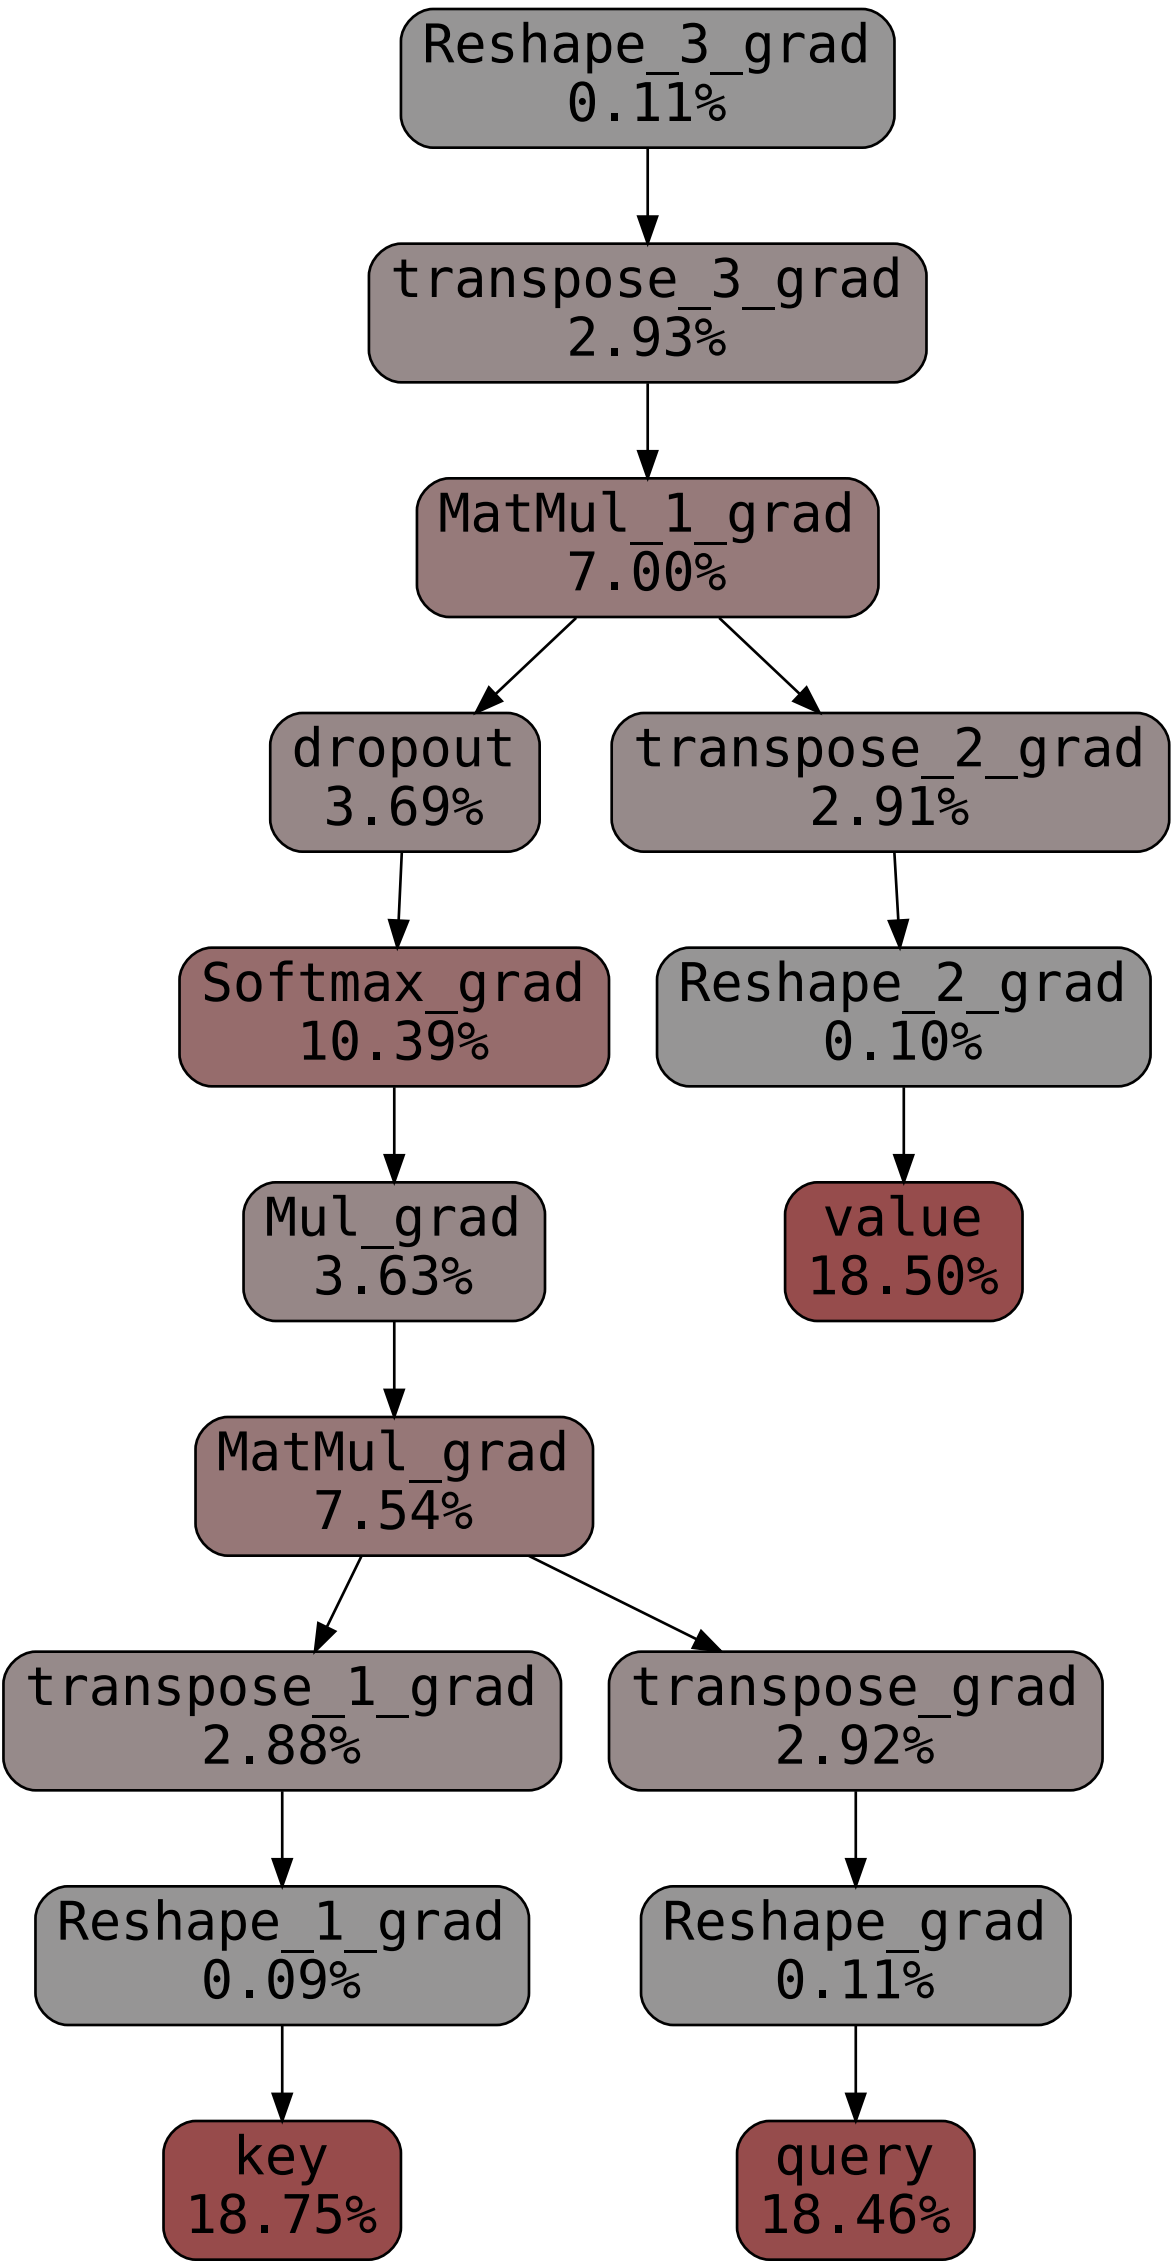 Reshape_3_grad
0.11%
transpose_3_grad
2.93%
MatMul_1_grad
7.00%
dropout
3.69%
transpose_2_grad
2.91%
Softmax_grad
10.39%
Reshape_2_grad
0.10%
Mul_grad
3.63%
value
18.50%
MatMul_grad
7.54%
transpose_1_grad
2.88%
transpose_grad
2.92%
Reshape_1_grad
0.09%
Reshape_grad
0.11%
key
18.75%
query
18.46%